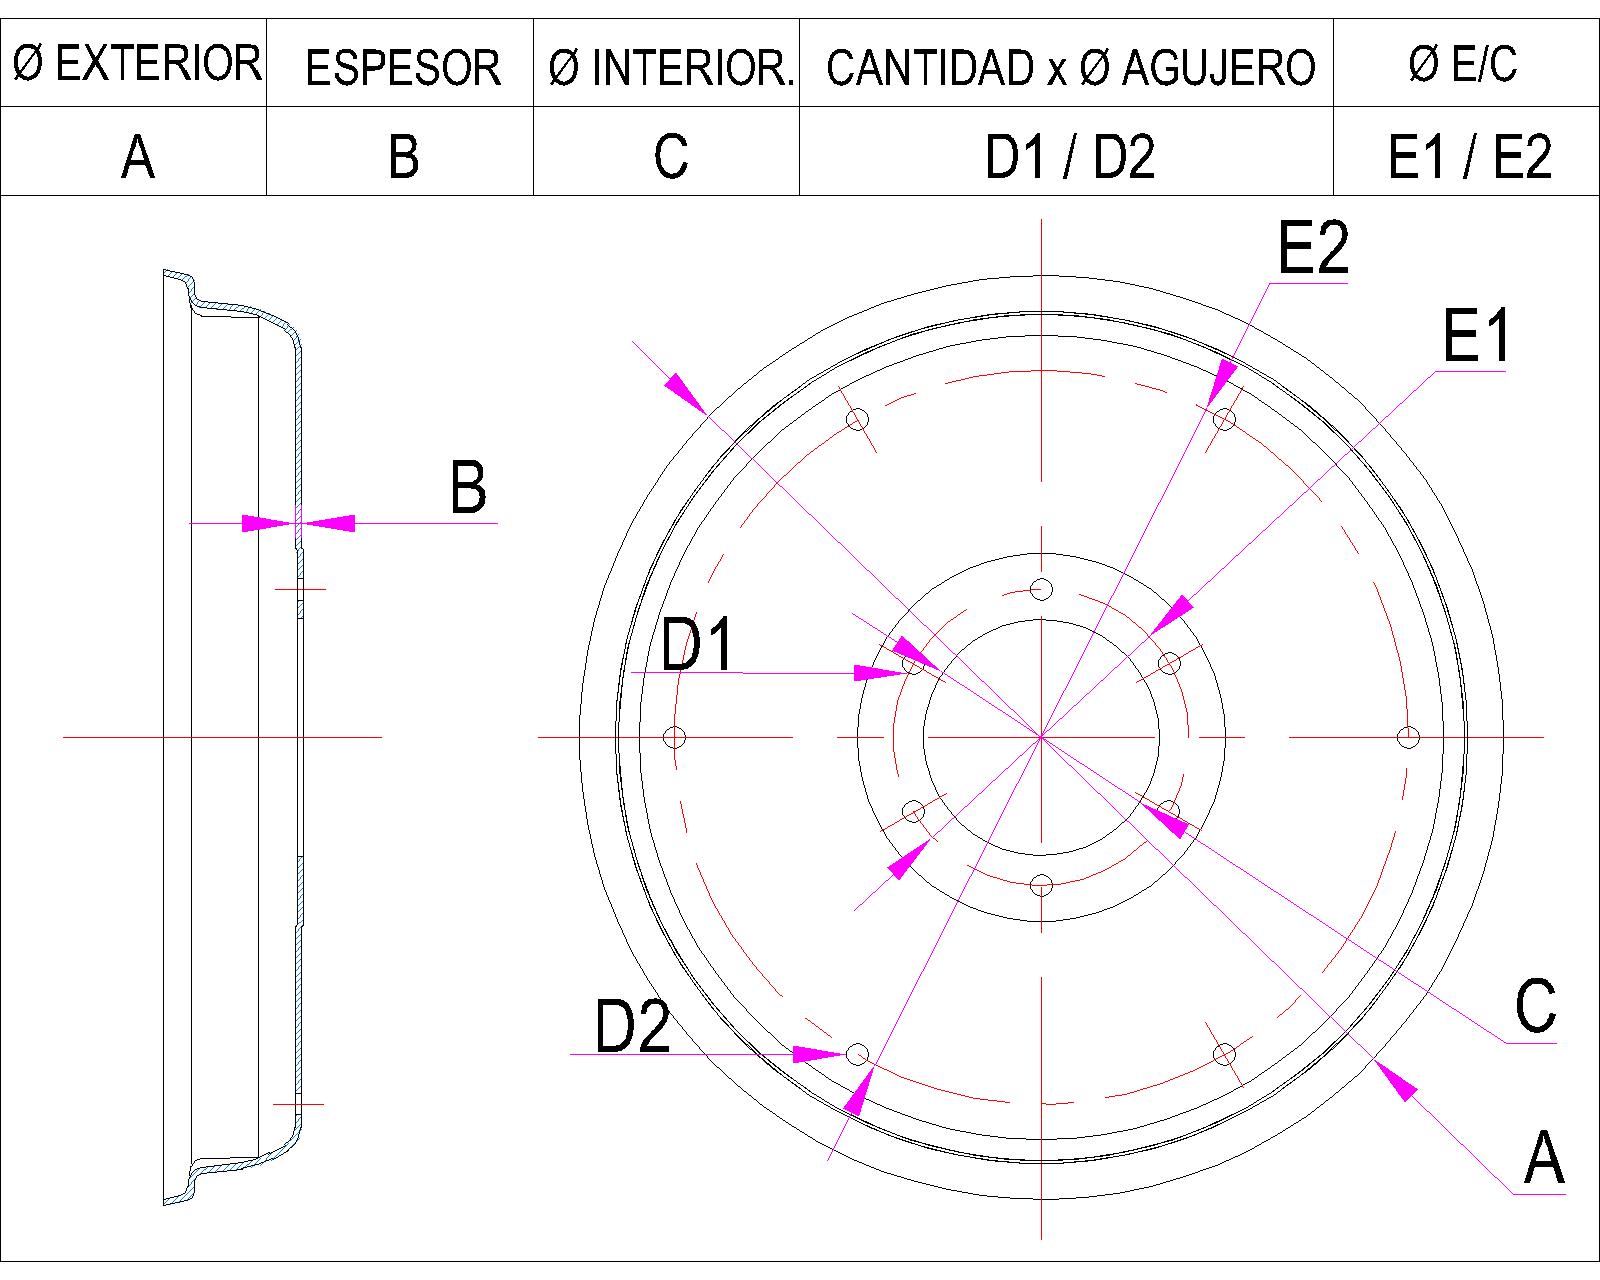 Ø EXTERIOR ESPESOR Ø INTERIOR. CANTIDAD x Ø AGUJERO Ø E/C
A B C D1 / D2 E1 / E2
E2
E1
B
D1
C
D2
A